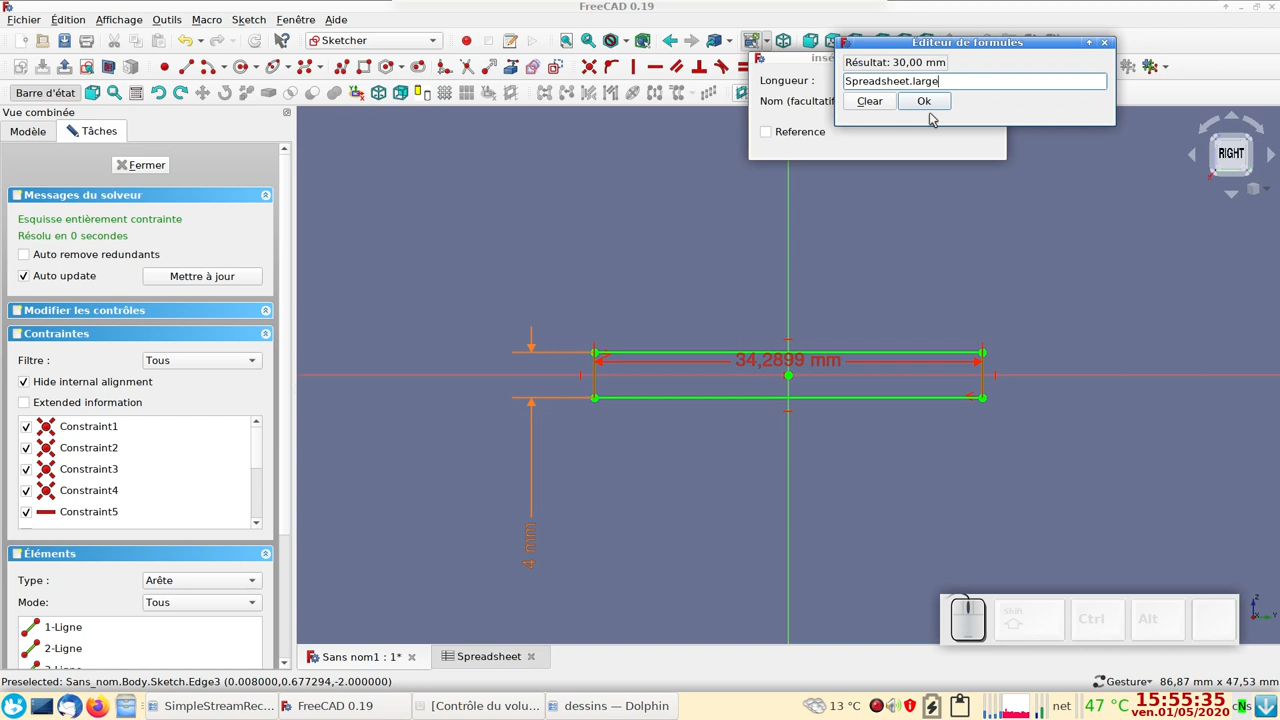 FreeCAD 0.19
Fichier Édition Affichage Outils Macro Sketch Fenêtre Aide
Sketcher
Barre d'état
Editeur de formules
Résultat: 30,00 mm
Longueur :
Spreadsheet.large
Nom (facultatif
Clear Ok
Reference
Vue combinée
Modèle Tâches
Fermer
Messages du solveur
Esquisse entièrement contrainte
Résolu en 0 secondes
Auto remove redundants
Auto update Mettre à jour
Modifier les contrôles
Contraintes
Filtre : Tous
Hide internal alignment
Extended information
Constraint1
Constraint2
Constraint3
Constraint4
Constraint5
Éléments
Type : Arête
Mode: Tous
1-Ligne
2-Ligne
RIGHT
34,2899 mm
4 mm
Shift Ctrl Alt
Sans nom1 : 1* Spreadsheet
Preselected: Sans_nom.Body.Sketch.Edge3 (0.008000,0.677294,-2.000000)
Gesture 86,87 mm x 47,53 mm
SimpleStreamRec... FreeCAD 0.19 [Contrôle du volu... dessins — Dolphin
13 °C net 47 °C 15:55:35
ven.01/05/2020